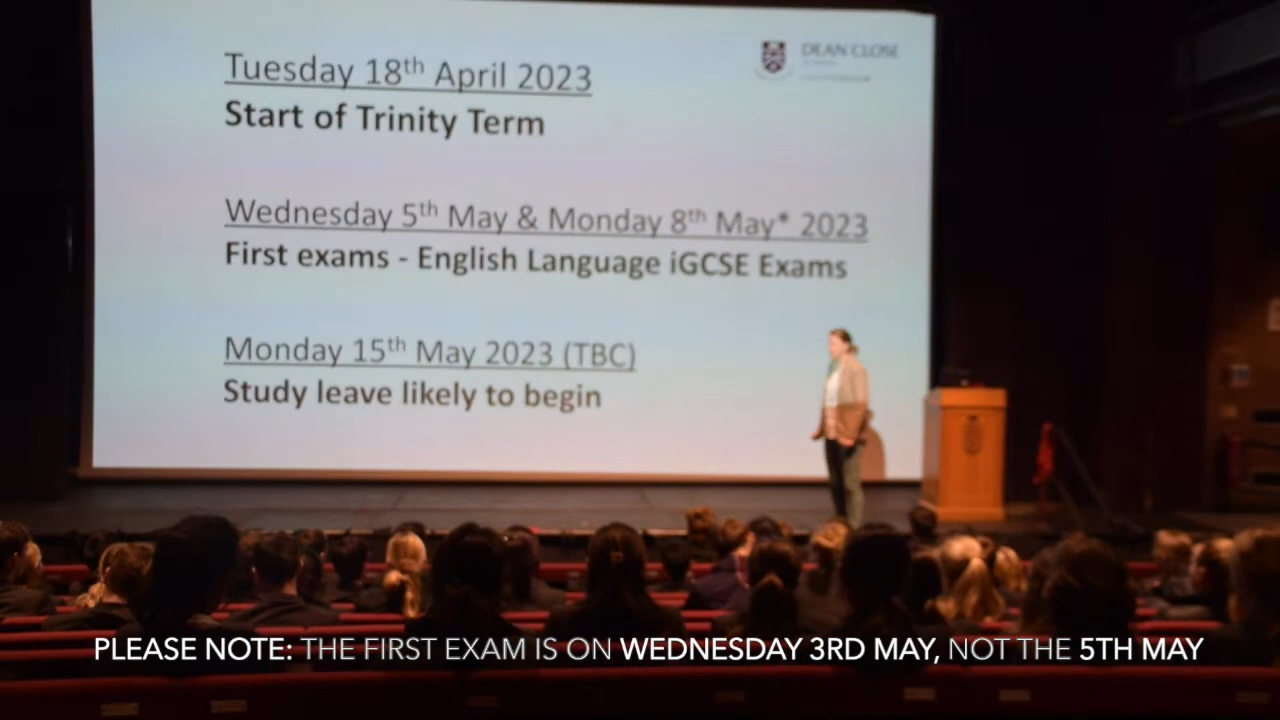 DEAN CLOSE
Tuesday 18th April 2023
Start of Trinity Term
Wednesday 5th May & Monday 8th May* 2023
First exams - English Language iGCSE Exams
Monday 15th May 2023 (TBC)
Study leave likely to begin
PLEASE NOTE: THE FIRST EXAM IS ON WEDNESDAY 3RD MAY, NOT THE 5TH MAY